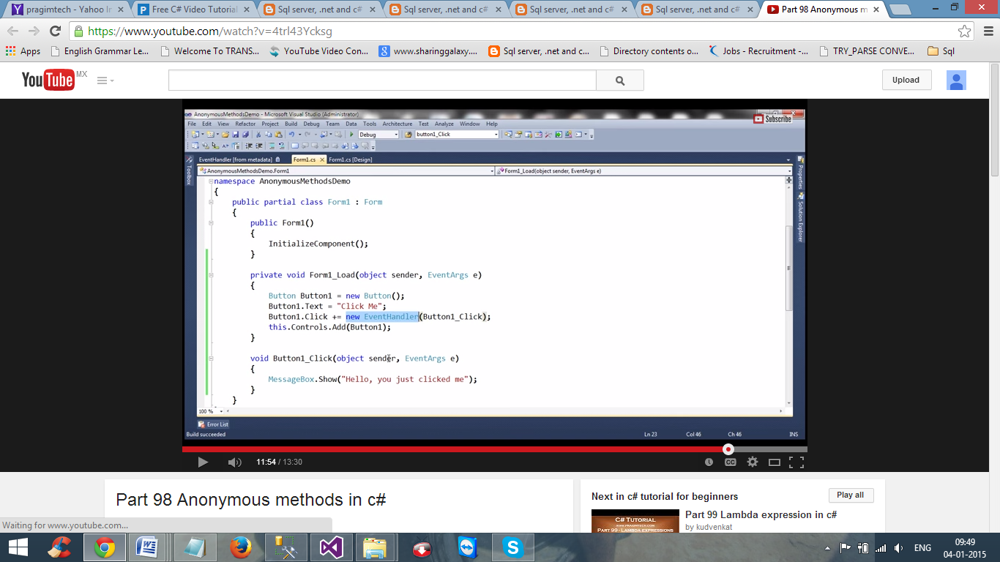 pragimtech - Yahoo In
Free C# Video Tutorial
Sql server, .net and c#
Sql server, .net and c#
Sql server, .net and c#
Sql server, .net and c#
Part 98 Anonymous m
https://www.youtube.com/watch?v=4trl43Ycksg
Apps
English Grammar Le...
Welcome To TRANS...
YouTube Video Con...
www.sharinggalaxy....
Sql server, .net and c...
Directory contents o...
Jobs - Recruitment -...
TRY_PARSE CONVE...
Sql
YouTube MX
Upload
AnonymousMethodsDemo - Microsoft Visual Studio (Administrator)
Subscribe
File Edit View Refactor Project Build Debug Team Data Tools Architecture Test Analyze Window Help
Debug
button1_Click
EventHandler [from metadata]
Form1.cs
Form1.cs [Design]
Toolbox
Properties
Solution Explorer
AnonymousMethodsDemo.Form1
Form1_Load(object sender, EventArgs e)
namespace AnonymousMethodsDemo
{
public partial class Form1 : Form
{
public Form1()
{
InitializeComponent();
}
private void Form1_Load(object sender, EventArgs e)
{
Button Button1 = new Button();
Button1.Text = "Click Me";
Button1.Click += new EventHandler(Button1_Click);
this.Controls.Add(Button1);
}
void Button1_Click(object sender, EventArgs e)
{
MessageBox.Show("Hello, you just clicked me");
}
}
100 %
Error List
Build succeeded
Ln 23
Col 46
Ch 46
INS
11:54 / 13:30
CC
Part 98 Anonymous methods in c#
Next in c# tutorial for beginners
Play all
C# TUTORIAL
WWW.PRAGIMTECH.COM
PART 99 - LAMBDA EXPRESSIONS
Part 99 Lambda expression in c#
by kudvenkat
Waiting for www.youtube.com...
ENG
09:49
04-01-2015